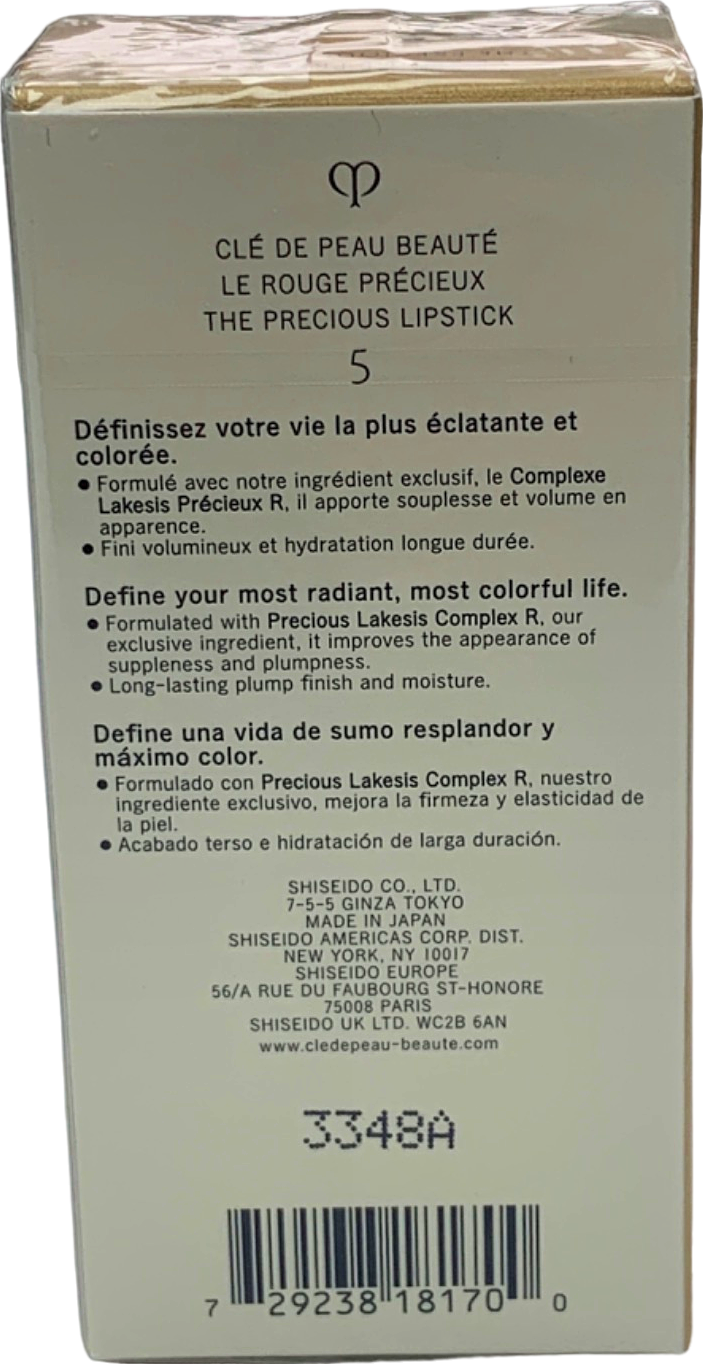 CLÉ DE PEAU BEAUTÉ
LE ROUGE PRÉCIEUX
THE PRECIOUS LIPSTICK
5
Définissez votre vie la plus éclatante et
colorée.
● Formulé avec notre ingrédient exclusif, le Complexe
Lakesis Précieux R, il apporte souplesse et volume en
apparence.
● Fini volumineux et hydratation longue durée.
Define your most radiant, most colorful life.
● Formulated with Precious Lakesis Complex R, our
exclusive ingredient, it improves the appearance of
suppleness and plumpness.
● Long-lasting plump finish and moisture.
Define una vida de sumo resplandor y
máximo color.
● Formulado con Precious Lakesis Complex R, nuestro
ingrediente exclusivo, mejora la firmeza y elasticidad de
la piel.
● Acabado terso e hidratación de larga duración.
SHISEIDO CO., LTD.
7-5-5 GINZA TOKYO
MADE IN JAPAN
SHISEIDO AMERICAS CORP. DIST.
NEW YORK, NY 10017
SHISEIDO EUROPE
56/A RUE DU FAUBOURG ST-HONORE
75008 PARIS
SHISEIDO UK LTD. WC2B 6AN
www.cledepeau-beaute.com
3348A
7 29238 18170 0